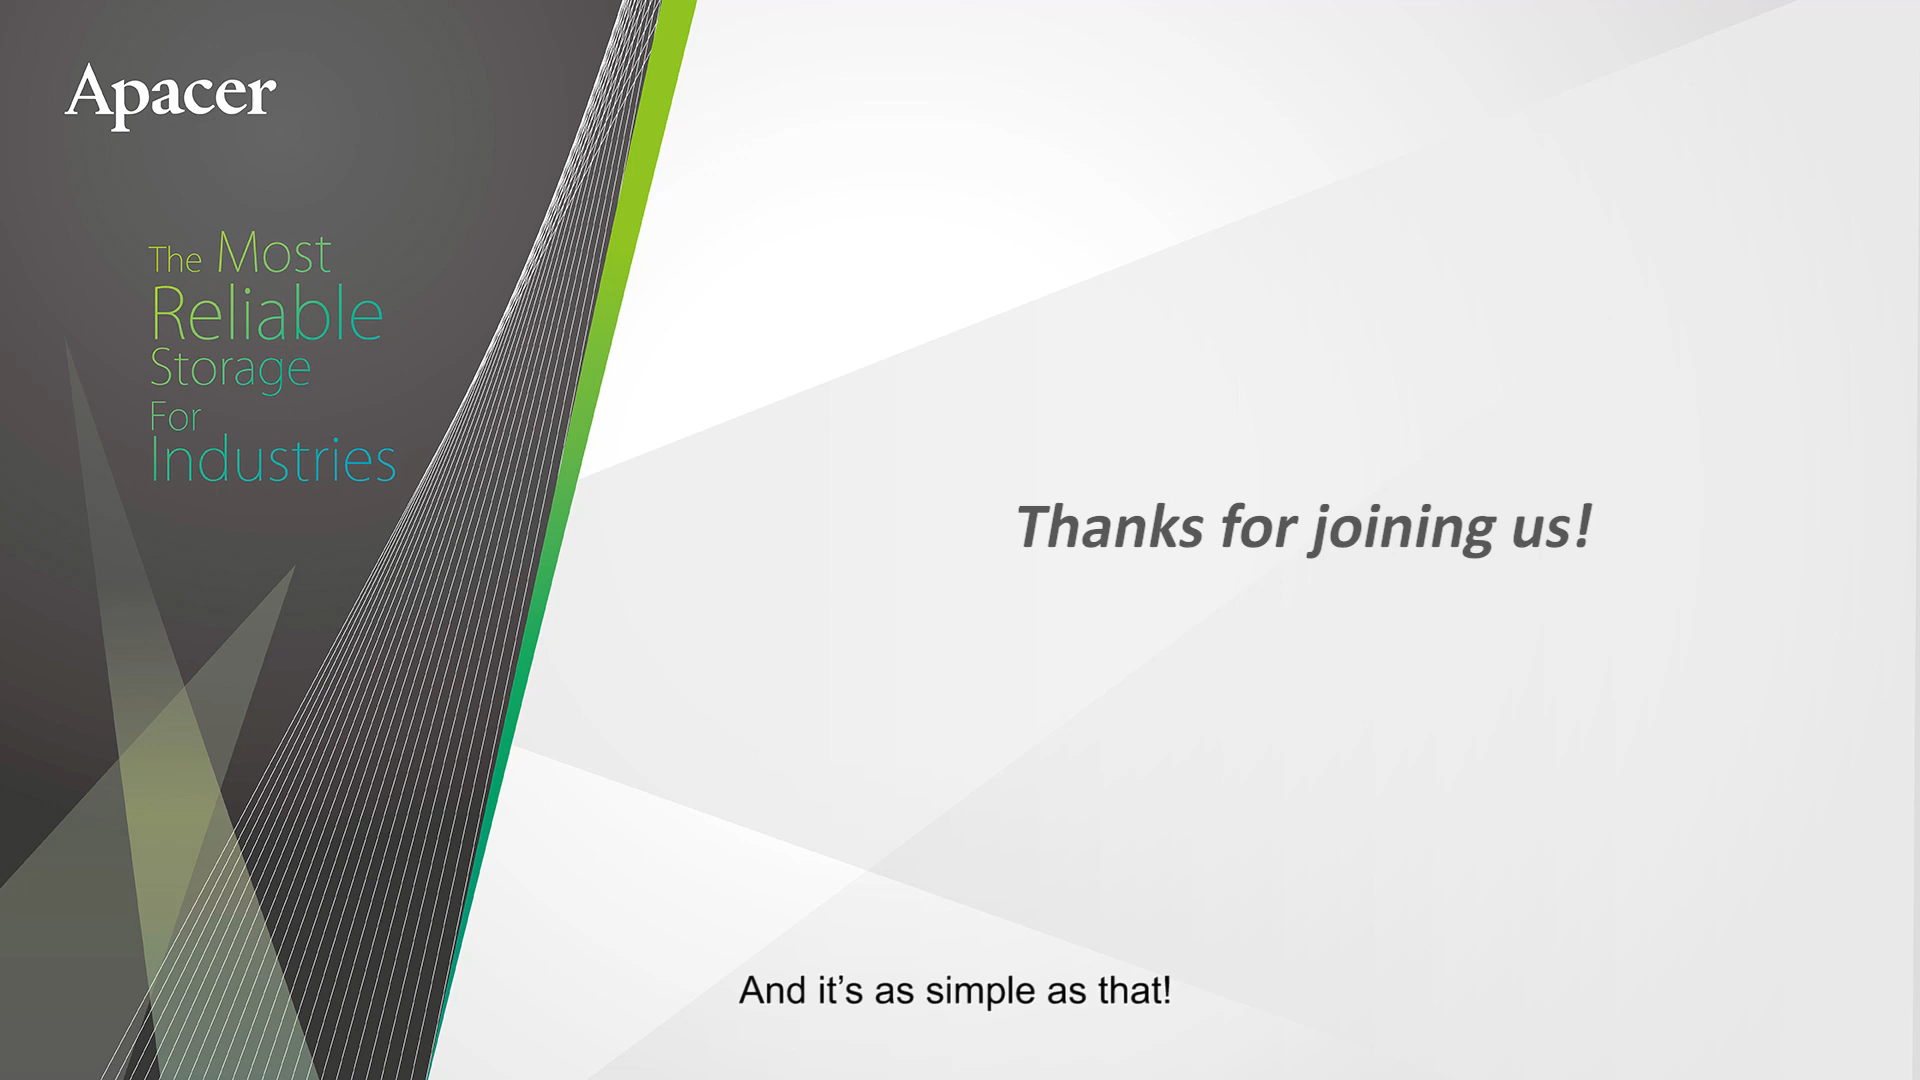 Apacer
The Most
Reliable
Storage
For
Industries
Thanks for joining us!
And it’s as simple as that!